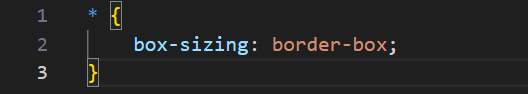 1 * {
2     box-sizing: border-box;
3 }